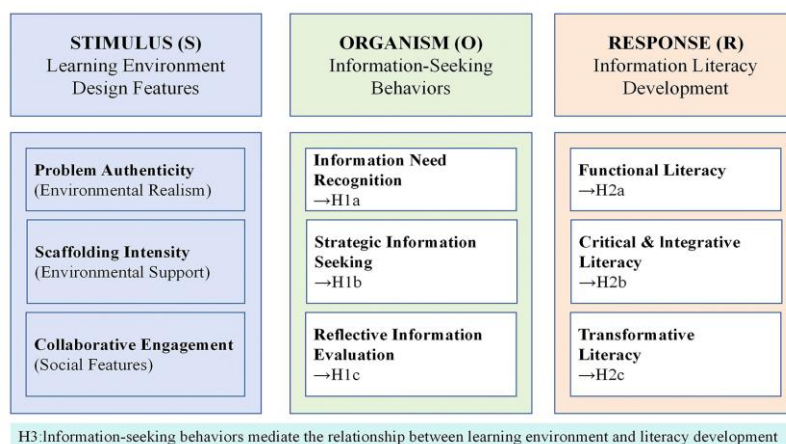 STIMULUS (S)
Learning Environment
Design Features
ORGANISM (O)
Information-Seeking
Behaviors
RESPONSE (R)
Information Literacy
Development
Problem Authenticity
(Environmental Realism)
Scaffolding Intensity
(Environmental Support)
Collaborative Engagement
(Social Features)
Information Need
Recognition
→H1a
Strategic Information
Seeking
→H1b
Reflective Information
Evaluation
→H1c
Functional Literacy
→H2a
Critical & Integrative
Literacy
→H2b
Transformative
Literacy
→H2c
H3:Information-seeking behaviors mediate the relationship between learning environment and literacy development